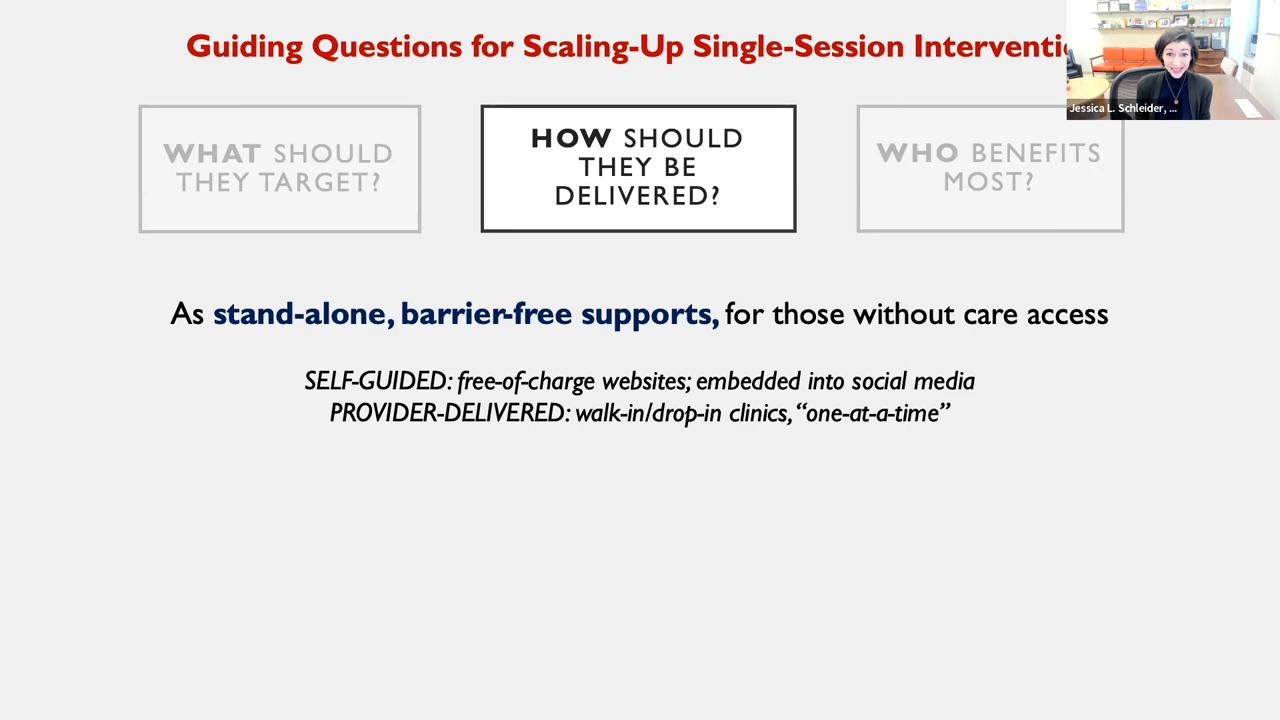 Guiding Questions for Scaling-Up Single-Session
Jessica L. Schleider, ...
WHAT SHOULD
THEY TARGET?
HOW SHOULD
THEY BE
DELIVERED?
WHO BENEFITS
MOST?
As stand-alone, barrier-free supports, for those without care access
SELF-GUIDED: free-of-charge websites; embedded into social media
PROVIDER-DELIVERED: walk-in/drop-in clinics, “one-at-a-time”